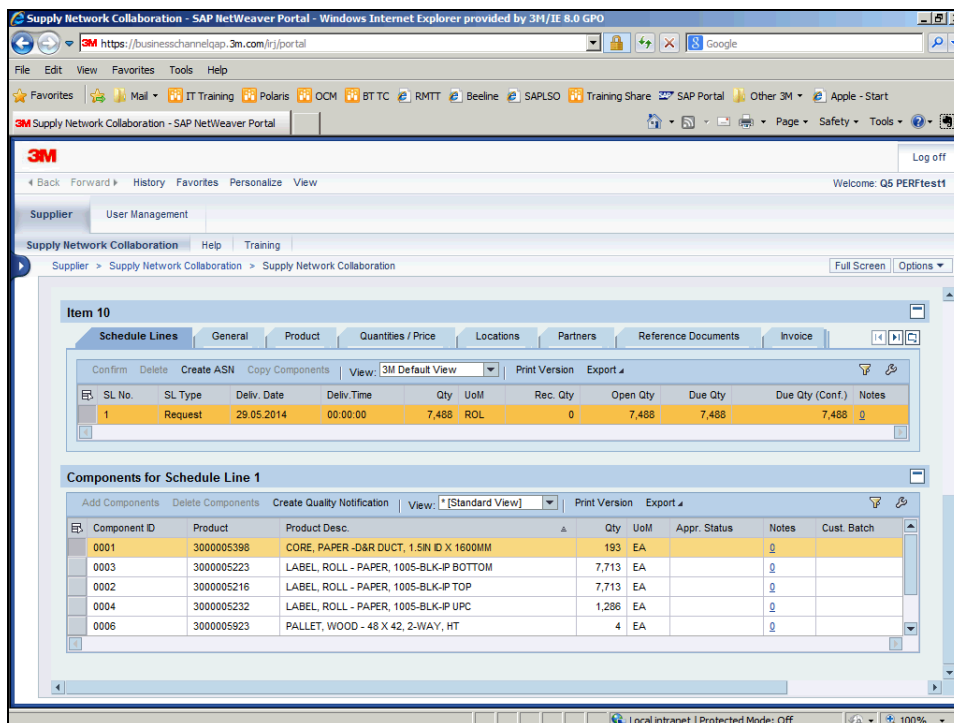 Supply Network Collaboration - SAP NetWeaver Portal - Windows Internet Explorer provided by 3M/IE 8.0 GPO
3M https://businesschannelqap.3m.com/irj/portal
Google
File Edit View Favorites Tools Help
Favorites Mail IT Training Polaris OCM BT TC RMTT Beeline SAPLSO Training Share SAP Portal Other 3M Apple - Start
3M Supply Network Collaboration - SAP NetWeaver Portal
Page Safety Tools
3M
Log off
Back Forward History Favorites Personalize View
Welcome: Q5 PERFtest1
Supplier User Management
Supply Network Collaboration Help Training
Supplier > Supply Network Collaboration > Supply Network Collaboration
Full Screen Options
Item 10
Schedule Lines General Product Quantities / Price Locations Partners Reference Documents Invoice
Confirm Delete Create ASN Copy Components View: 3M Default View Print Version Export
SL No. SL Type Deliv. Date Deliv.Time Qty UoM Rec. Qty Open Qty Due Qty Due Qty (Conf.) Notes
1 Request 29.05.2014 00:00:00 7,488 ROL 0 7,488 7,488 7,488 0
Components for Schedule Line 1
Add Components Delete Components Create Quality Notification View: * [Standard View] Print Version Export
Component ID Product Product Desc. Qty UoM Appr. Status Notes Cust. Batch
0001 3000005398 CORE, PAPER -D&R DUCT, 1.5IN ID X 1600MM 193 EA 0
0003 3000005223 LABEL, ROLL - PAPER, 1005-BLK-IP BOTTOM 7,713 EA 0
0002 3000005216 LABEL, ROLL - PAPER, 1005-BLK-IP TOP 7,713 EA 0
0004 3000005232 LABEL, ROLL - PAPER, 1005-BLK-IP UPC 1,286 EA 0
0006 3000005923 PALLET, WOOD - 48 X 42, 2-WAY, HT 4 EA 0
Local intranet | Protected Mode: Off
100%